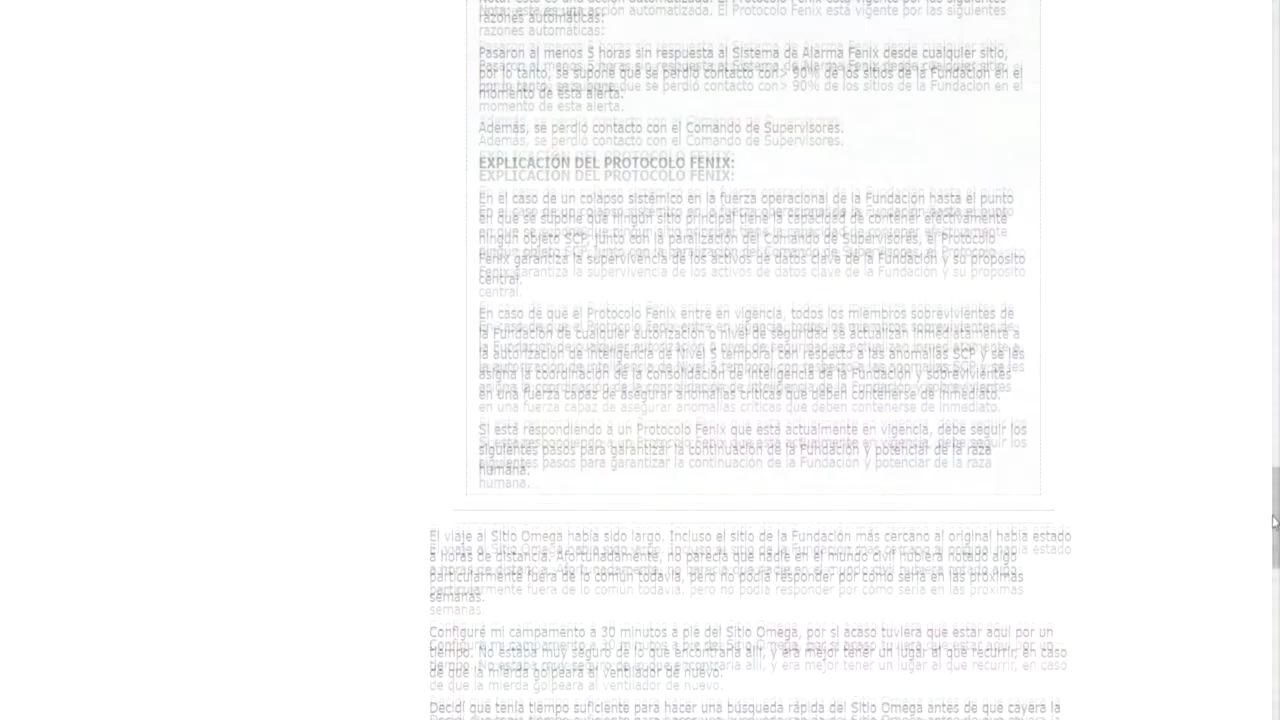 Nota: esta es una acción automatizada. El Protocolo Fenix está vigente por las siguientes
razones automáticas:
Pasaron al menos 5 horas sin respuesta al Sistema de Alarma Fenix desde cualquier sitio,
por lo tanto, se supone que se perdió contacto con> 90% de los sitios de la Fundación en el
momento de esta alerta.
Además, se perdió contacto con el Comando de Supervisores.
EXPLICACIÓN DEL PROTOCOLO FENIX:
En el caso de un colapso sistémico en la fuerza operacional de la Fundación hasta el punto
en que se supone que ningún sitio principal tiene la capacidad de contener efectivamente
ningún objeto SCP, junto con la paralización del Comando de Supervisores, el Protocolo
Fenix garantiza la supervivencia de los activos de datos clave de la Fundación y su propósito
central.
En caso de que el Protocolo Fenix entre en vigencia, todos los miembros sobrevivientes de
la Fundación de cualquier autorización o nivel de seguridad se actualizan inmediatamente a
la autorización de inteligencia de Nivel 5 temporal con respecto a las anomalías SCP y se les
asigna la coordinación de la consolidación de inteligencia de la Fundación y sobrevivientes
en una fuerza capaz de asegurar anomalías críticas que deben contenerse de inmediato.
Si está respondiendo a un Protocolo Fenix que está actualmente en vigencia, debe seguir los
siguientes pasos para garantizar la continuación de la Fundación y potenciar de la raza
humana.
El viaje al Sitio Omega había sido largo. Incluso el sitio de la Fundación más cercano al original había estado
a horas de distancia. Afortunadamente, no parecía que nadie en el mundo civil hubiera notado algo
particularmente fuera de lo común todavía, pero no podía responder por como sería en las próximas
semanas.
Configuré mi campamento a 30 minutos a pie del Sitio Omega, por si acaso tuviera que estar aquí por un
tiempo. No estaba muy seguro de lo que encontraría allí, y era mejor tener un lugar al que recurrir, en caso
de que la mierda golpeara al ventilador de nuevo.
Decidí que tenía tiempo suficiente para hacer una búsqueda rápida del Sitio Omega antes de que cayera la